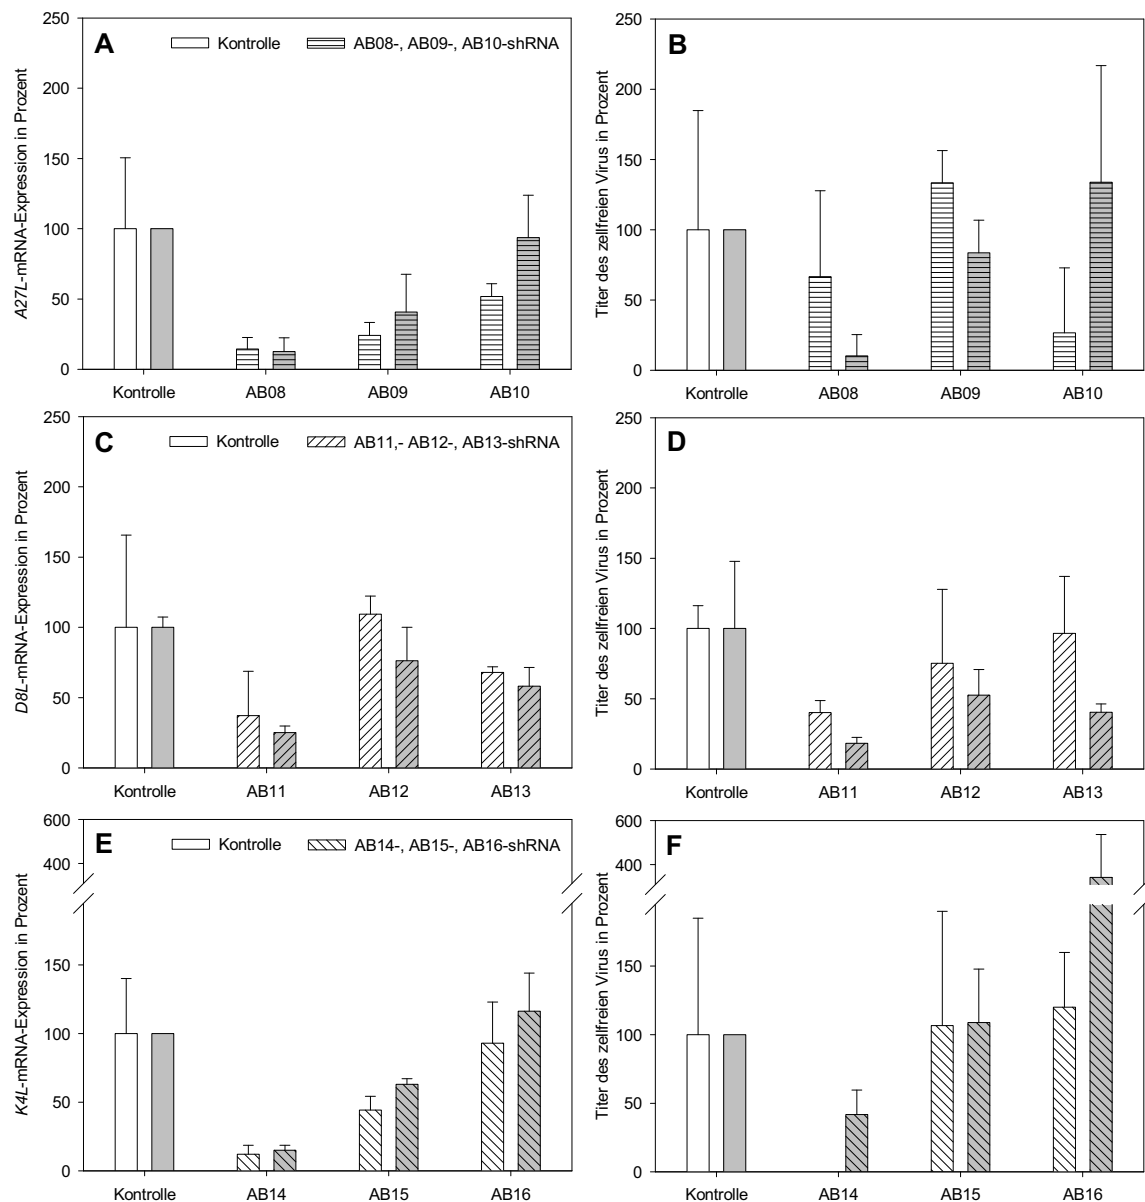 A
Kontrolle
AB08-, AB09-, AB10-shRNA
A27L-mRNA-Expression in Prozent
250
200
150
100
50
0
Kontrolle AB08 AB09 AB10
B
Titer des zellfreien Virus in Prozent
250
200
150
100
50
0
Kontrolle AB08 AB09 AB10
C
Kontrolle
AB11,- AB12-, AB13-shRNA
D8L-mRNA-Expression in Prozent
250
200
150
100
50
0
Kontrolle AB11 AB12 AB13
D
Titer des zellfreien Virus in Prozent
250
200
150
100
50
0
Kontrolle AB11 AB12 AB13
E
Kontrolle
AB14-, AB15-, AB16-shRNA
K4L-mRNA-Expression in Prozent
600
400
150
100
50
0
Kontrolle AB14 AB15 AB16
F
Titer des zellfreien Virus in Prozent
600
400
150
100
50
0
Kontrolle AB14 AB15 AB16